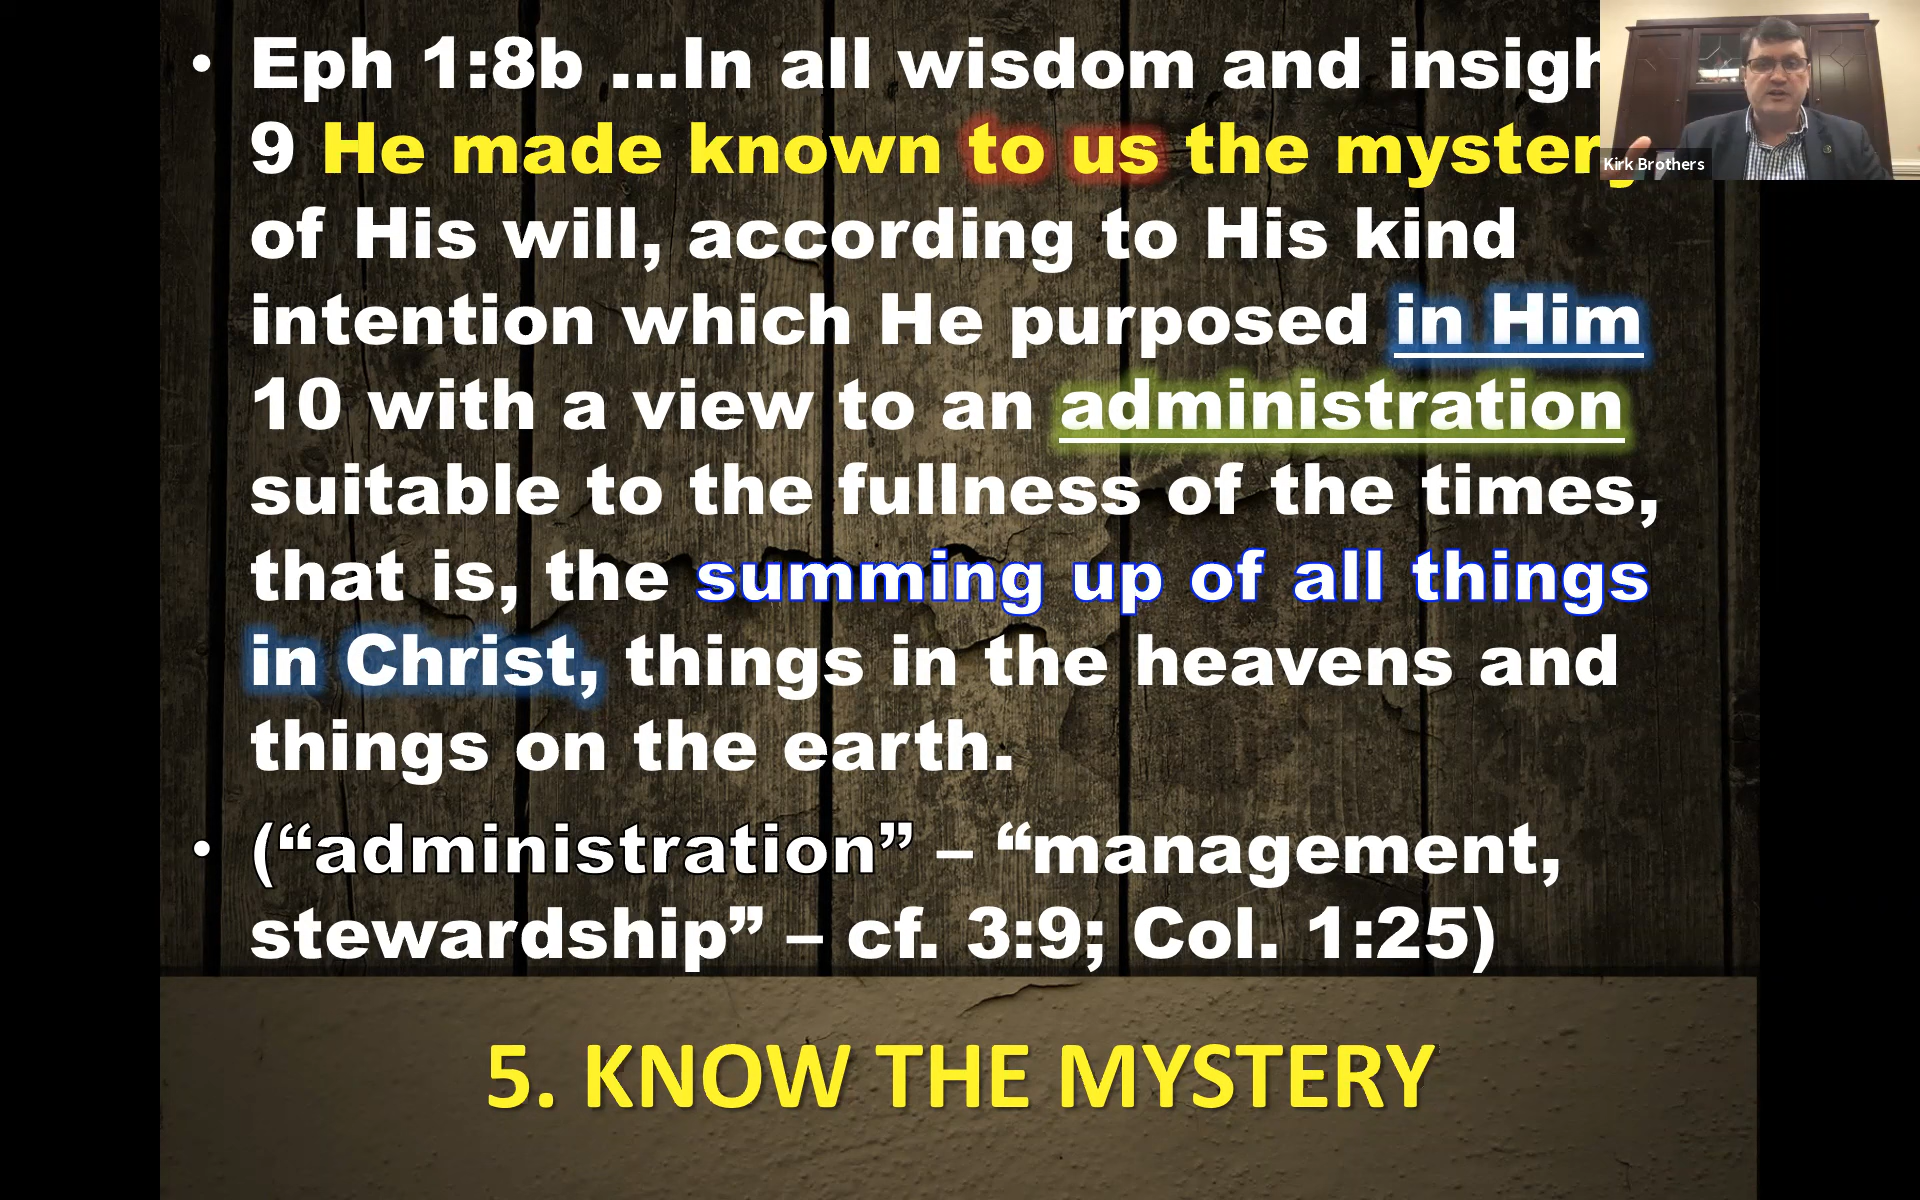 • Eph 1:8b ...In all wisdom and insigh
9 He made known to us the mystery
of His will, according to His kind
intention which He purposed in Him
10 with a view to an administration
suitable to the fullness of the times,
that is, the summing up of all things
in Christ, things in the heavens and
things on the earth.
• (“administration” – “management,
stewardship” – cf. 3:9; Col. 1:25)
5. KNOW THE MYSTERY
Kirk Brothers